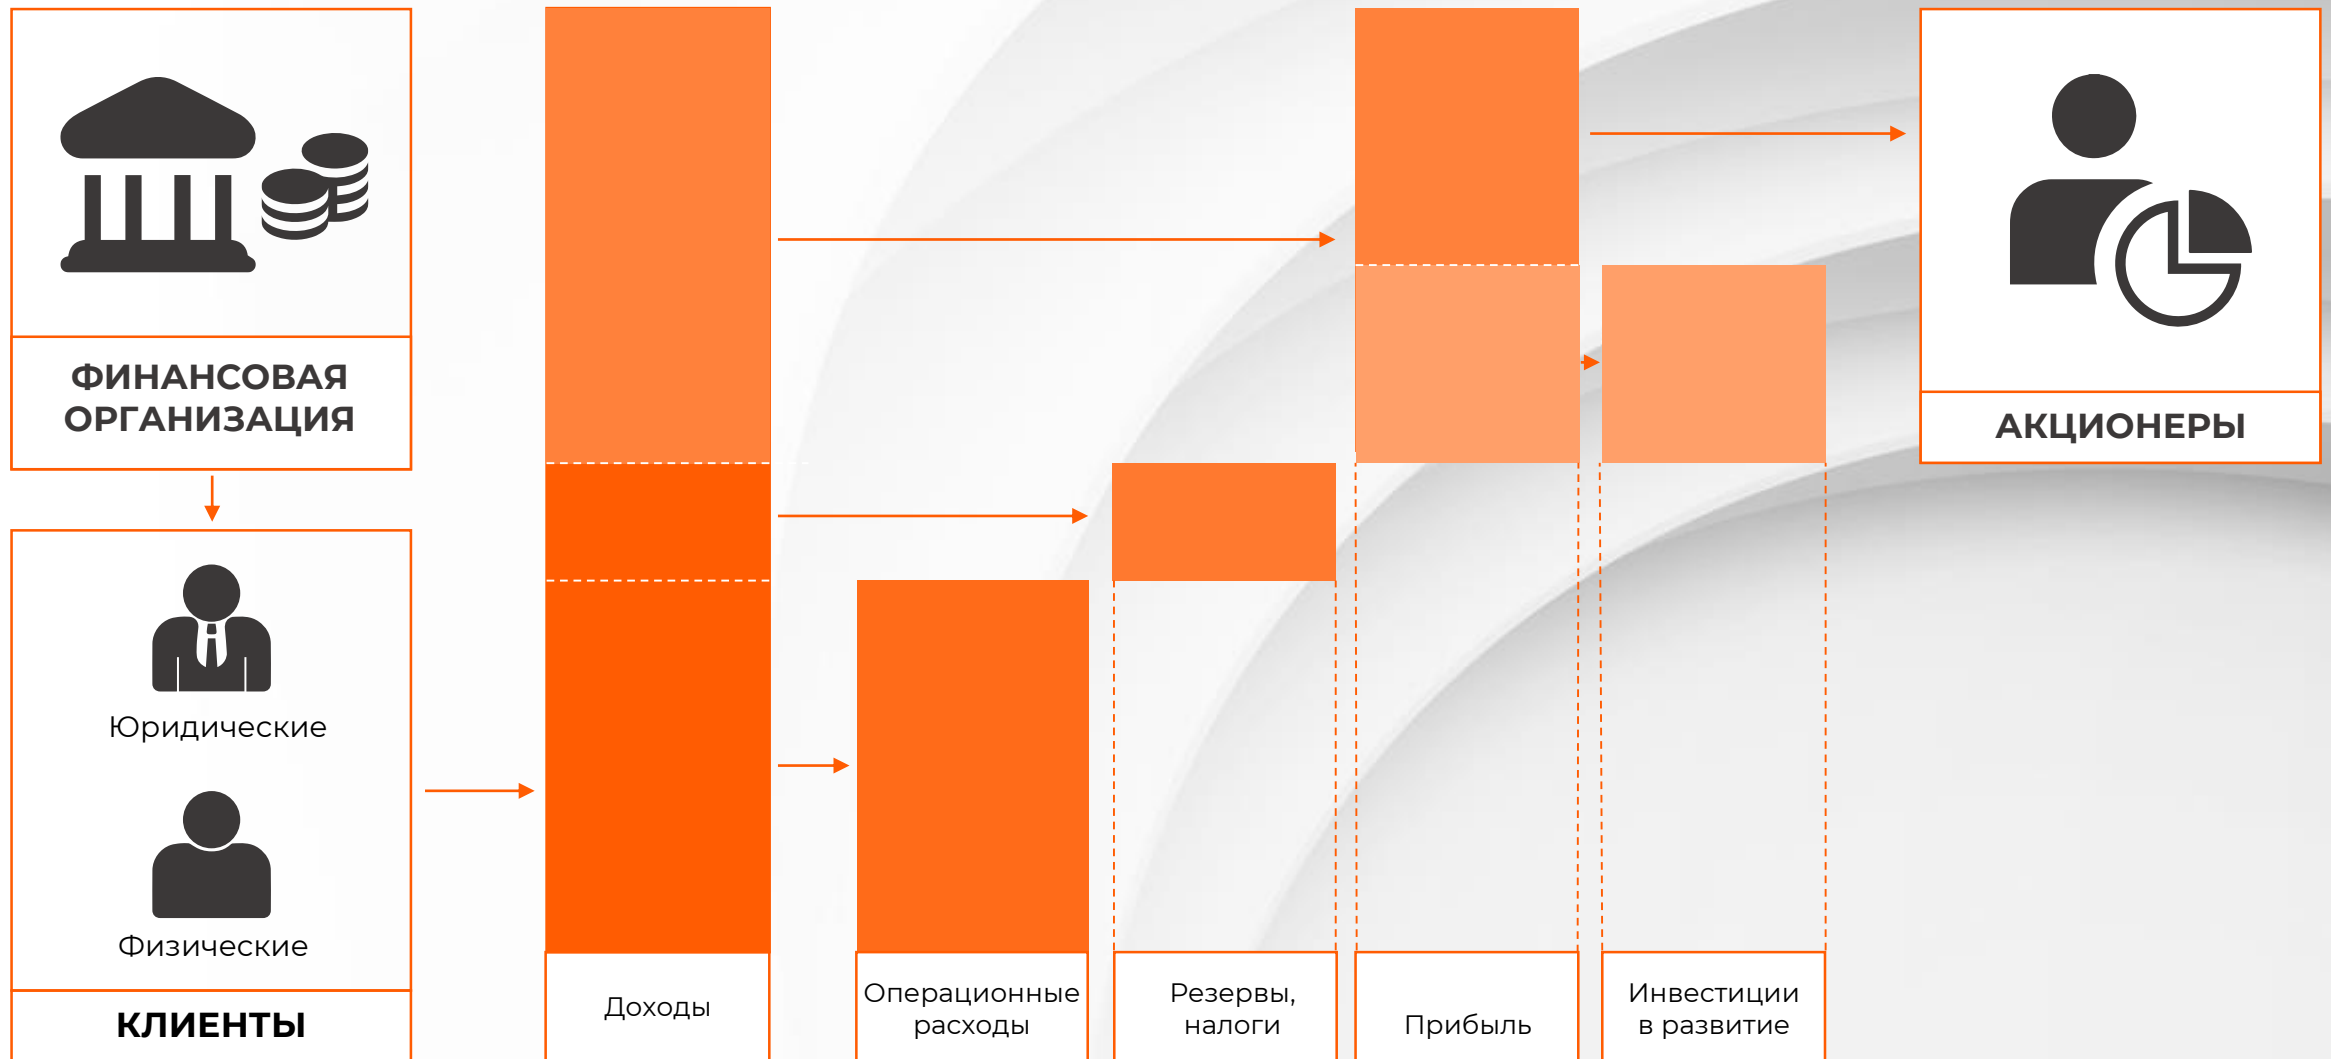 ФИНАНСОВАЯ
ОРГАНИЗАЦИЯ
Юридические
Физические
КЛИЕНТЫ
Доходы
Операционные
расходы
Резервы,
налоги
Прибыль
Инвестиции
в развитие
АКЦИОНЕРЫ